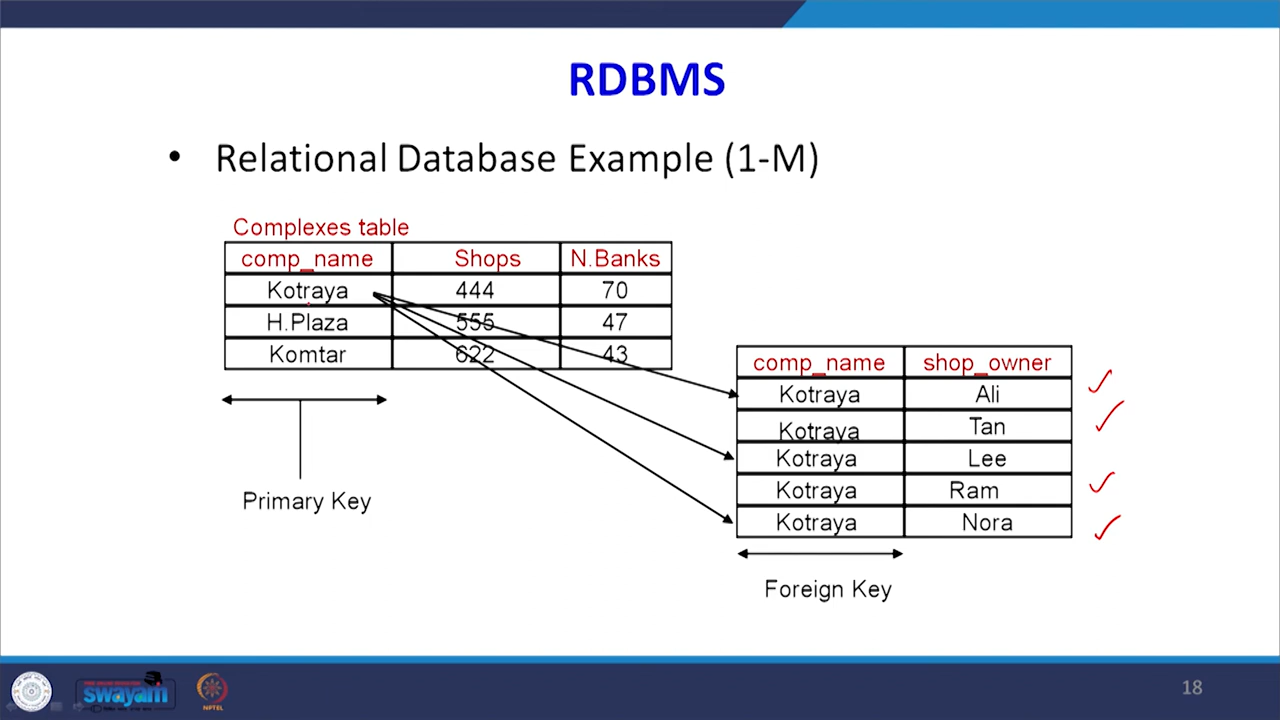 RDBMS
• Relational Database Example (1-M)
Complexes table
comp_name Shops N.Banks
Kotraya 444 70
H.Plaza 555 47
Komtar 622 43
comp_name shop_owner
Kotraya Ali
Kotraya Tan
Kotraya Lee
Kotraya Ram
Kotraya Nora
Primary Key
Foreign Key
swayam
NPTEL
18